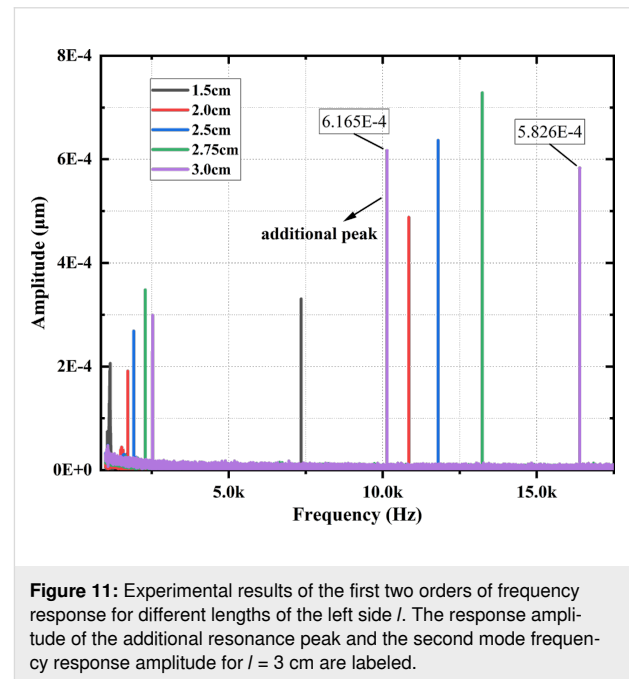 8E-4
6E-4
4E-4
2E-4
0E+0
Amplitude (μm)
1.5cm
2.0cm
2.5cm
2.75cm
3.0cm
6.165E-4
5.826E-4
additional peak
5.0k
10.0k
15.0k
Frequency (Hz)
Figure 11: Experimental results of the first two orders of frequency
response for different lengths of the left side l. The response ampli-
tude of the additional resonance peak and the second mode frequen-
cy response amplitude for l = 3 cm are labeled.